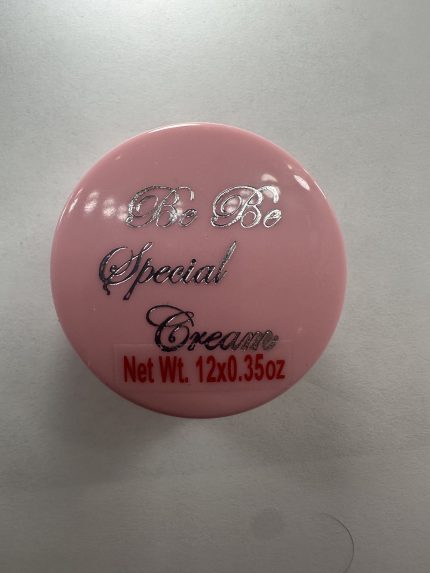 Be Be
Special
Cream
Net Wt. 12x0.35oz